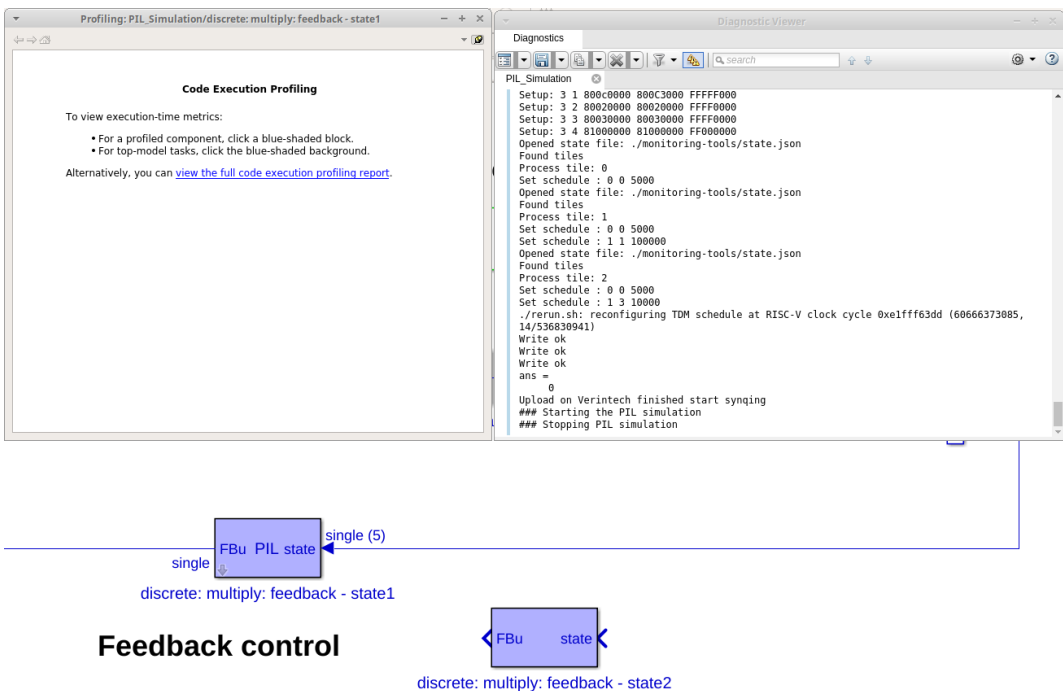 Profiling: PIL_Simulation/discrete: multiply: feedback - state1
Code Execution Profiling
To view execution-time metrics:
• For a profiled component, click a blue-shaded block.
• For top-model tasks, click the blue-shaded background.
Alternatively, you can view the full code execution profiling report.
Diagnostic Viewer
Diagnostics
search
PIL_Simulation
Setup: 3 1 800c0000 800C3000 FFFFF000
Setup: 3 2 80020000 80020000 FFFF0000
Setup: 3 3 80030000 80030000 FFFF0000
Setup: 3 4 81000000 81000000 FF000000
Opened state file: ./monitoring-tools/state.json
Found tiles
Process tile: 0
Set schedule : 0 0 5000
Opened state file: ./monitoring-tools/state.json
Found tiles
Process tile: 1
Set schedule : 0 0 5000
Set schedule : 1 1 100000
Opened state file: ./monitoring-tools/state.json
Found tiles
Process tile: 2
Set schedule : 0 0 5000
Set schedule : 1 3 10000
./rerun.sh: reconfiguring TDM schedule at RISC-V clock cycle 0xe1fff63dd (60666373085,
14/536830941)
Write ok
Write ok
Write ok
ans =
0
Upload on Verintech finished start synqing
### Starting the PIL simulation
### Stopping PIL simulation
single (5)
FBu PIL state
single
discrete: multiply: feedback - state1
Feedback control
FBu state
discrete: multiply: feedback - state2